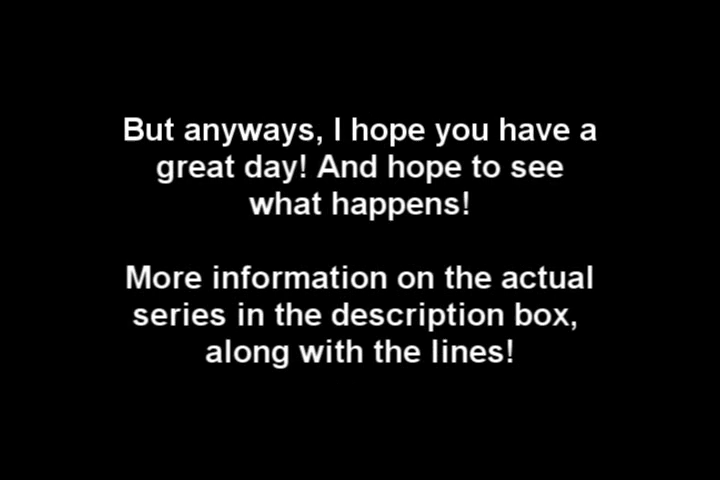 But anyways, I hope you have a
great day! And hope to see
what happens!
More information on the actual
series in the description box,
along with the lines!